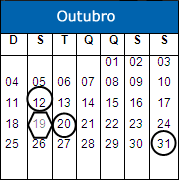 Outubro
D S T Q Q S S
01 02 03
04 05 06 07 08 09 10
11 12 13 14 15 16 17
18 19 20 21 22 23 24
25 26 27 28 29 30 31